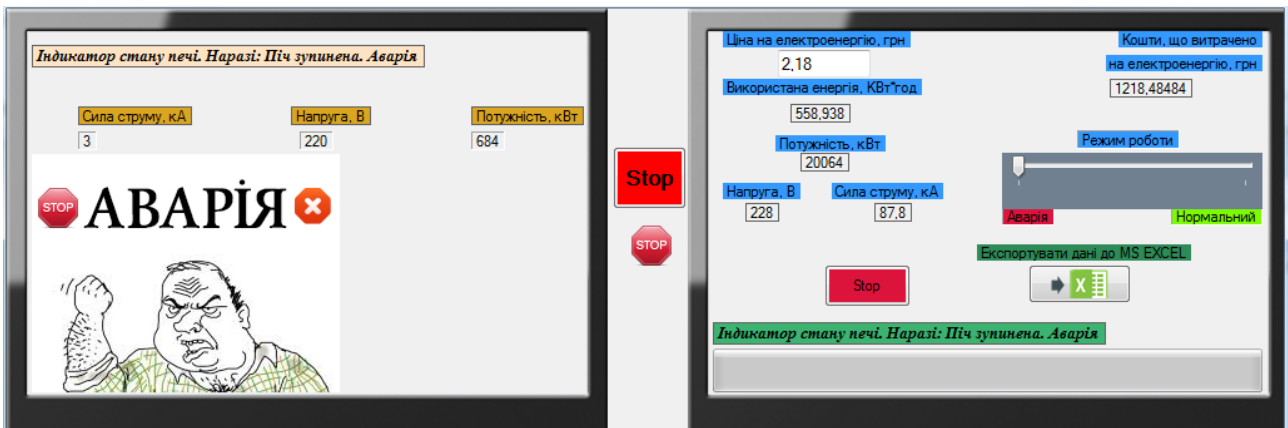 Індикатор стану печі. Наразі: Піч зупинена. Аварія
Сила струму, кА
Напруга, В
Потужність, кВт
3
220
684
STOP АВАРІЯ
Stop
STOP
Ціна на електроенергію, грн
2,18
Кошти, що витрачено
на електроенергію, грн
1218,48484
Використана енергія, КВт*год
558,938
Потужність, кВт
20064
Напруга, В
228
Сила струму, кА
87,8
Режим роботи
Аварія
Нормальний
Експортувати дані до MS EXCEL
X
Stop
Індикатор стану печі. Наразі: Піч зупинена. Аварія